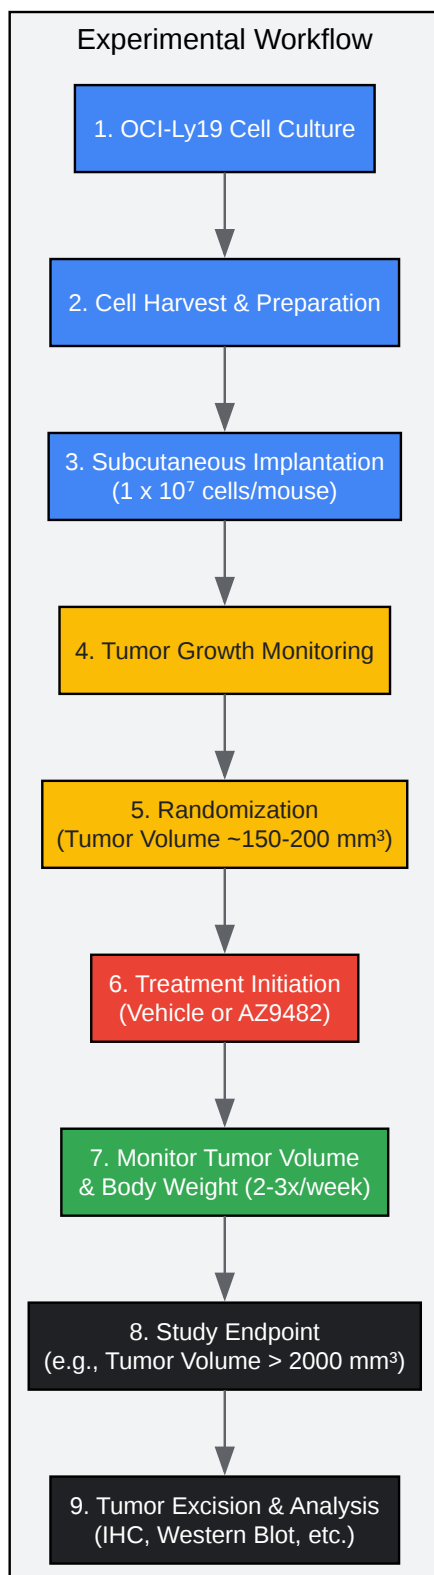 Experimental Workflow
1. OCI-Ly19 Cell Culture
2. Cell Harvest & Preparation
3. Subcutaneous Implantation
(1 x 10⁷ cells/mouse)
4. Tumor Growth Monitoring
5. Randomization
(Tumor Volume ~150-200 mm³)
6. Treatment Initiation
(Vehicle or AZ9482)
7. Monitor Tumor Volume
& Body Weight (2-3x/week)
8. Study Endpoint
(e.g., Tumor Volume > 2000 mm³)
9. Tumor Excision & Analysis
(IHC, Western Blot, etc.)